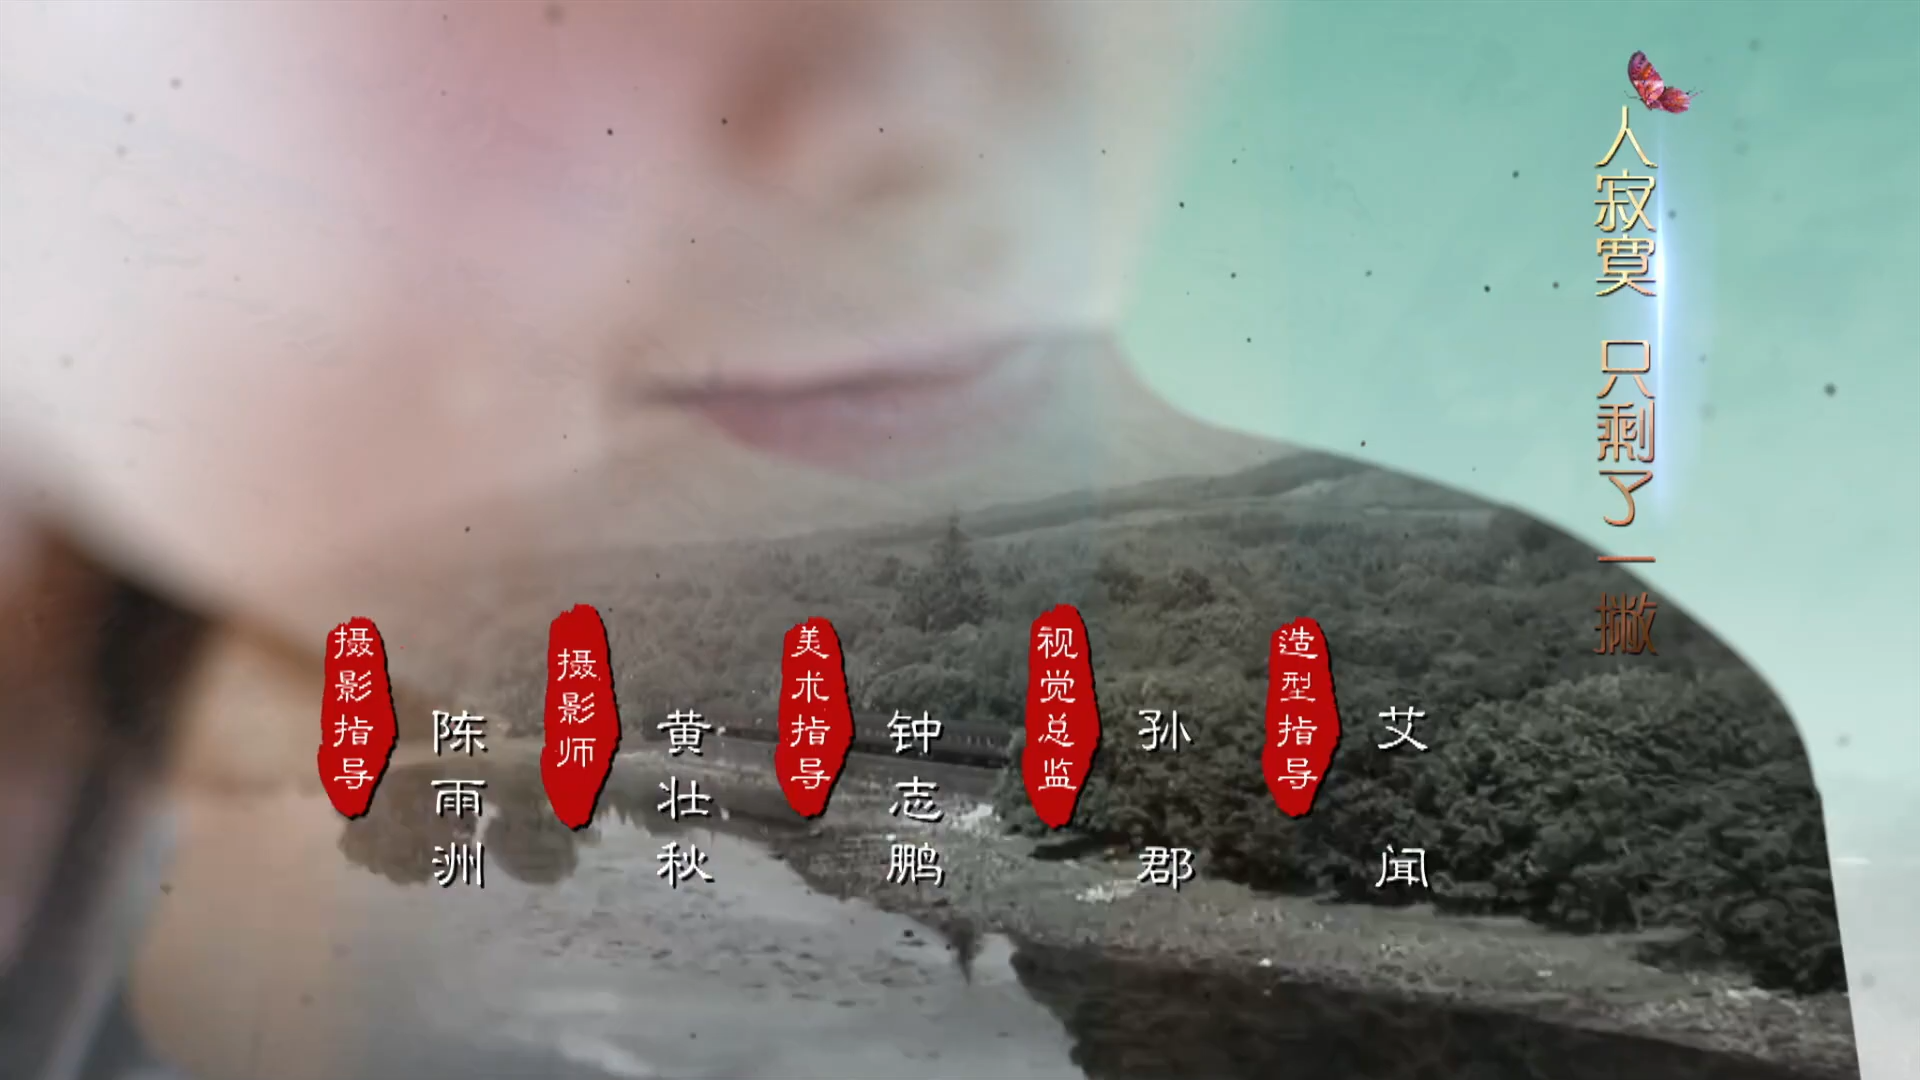 人寂寞 只剩了一撇
摄影指导
陈雨洲
摄影师
黄壮秋
美术指导
钟志鹏
视觉总监
孙郡
造型指导
艾闻